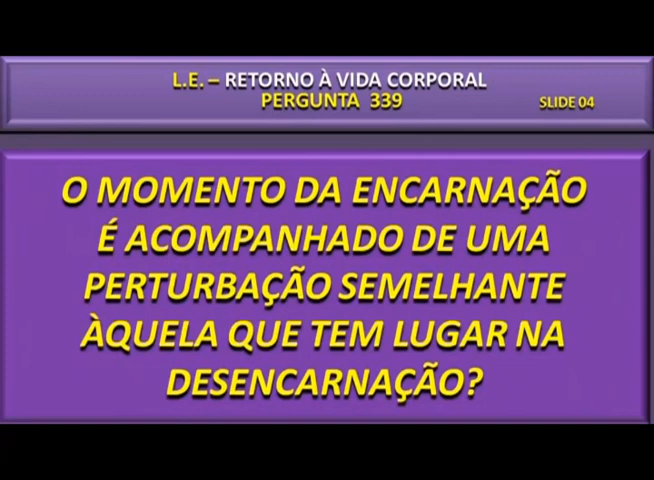 L.E. – RETORNO À VIDA CORPORAL
PERGUNTA 339
SLIDE 04
O MOMENTO DA ENCARNAÇÃO
É ACOMPANHADO DE UMA
PERTURBAÇÃO SEMELHANTE
ÀQUELA QUE TEM LUGAR NA
DESENCARNAÇÃO?